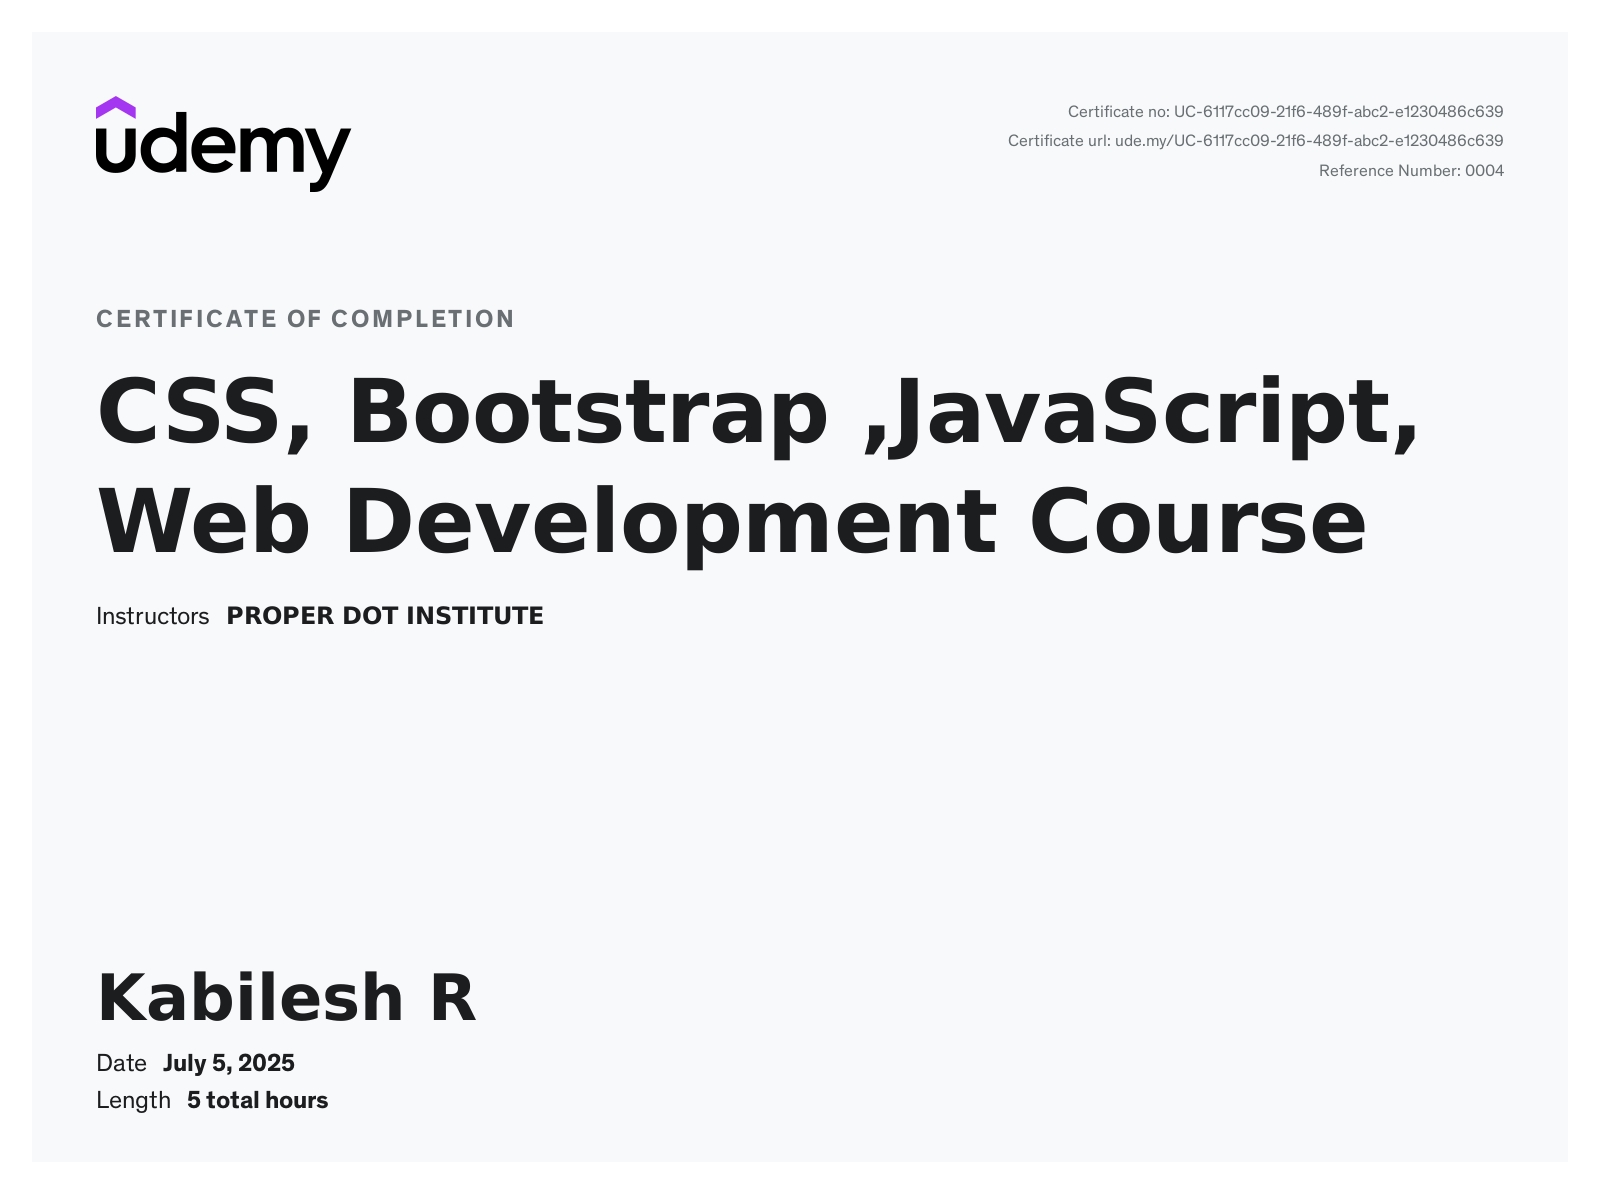 udemy
Certificate no: UC-6117cc09-21f6-489f-abc2-e1230486c639
Certificate url: ude.my/UC-6117cc09-21f6-489f-abc2-e1230486c639
Reference Number: 0004
CERTIFICATE OF COMPLETION
CSS, Bootstrap ,JavaScript,
Web Development Course
Instructors PROPER DOT INSTITUTE
Kabilesh R
Date July 5, 2025
Length 5 total hours